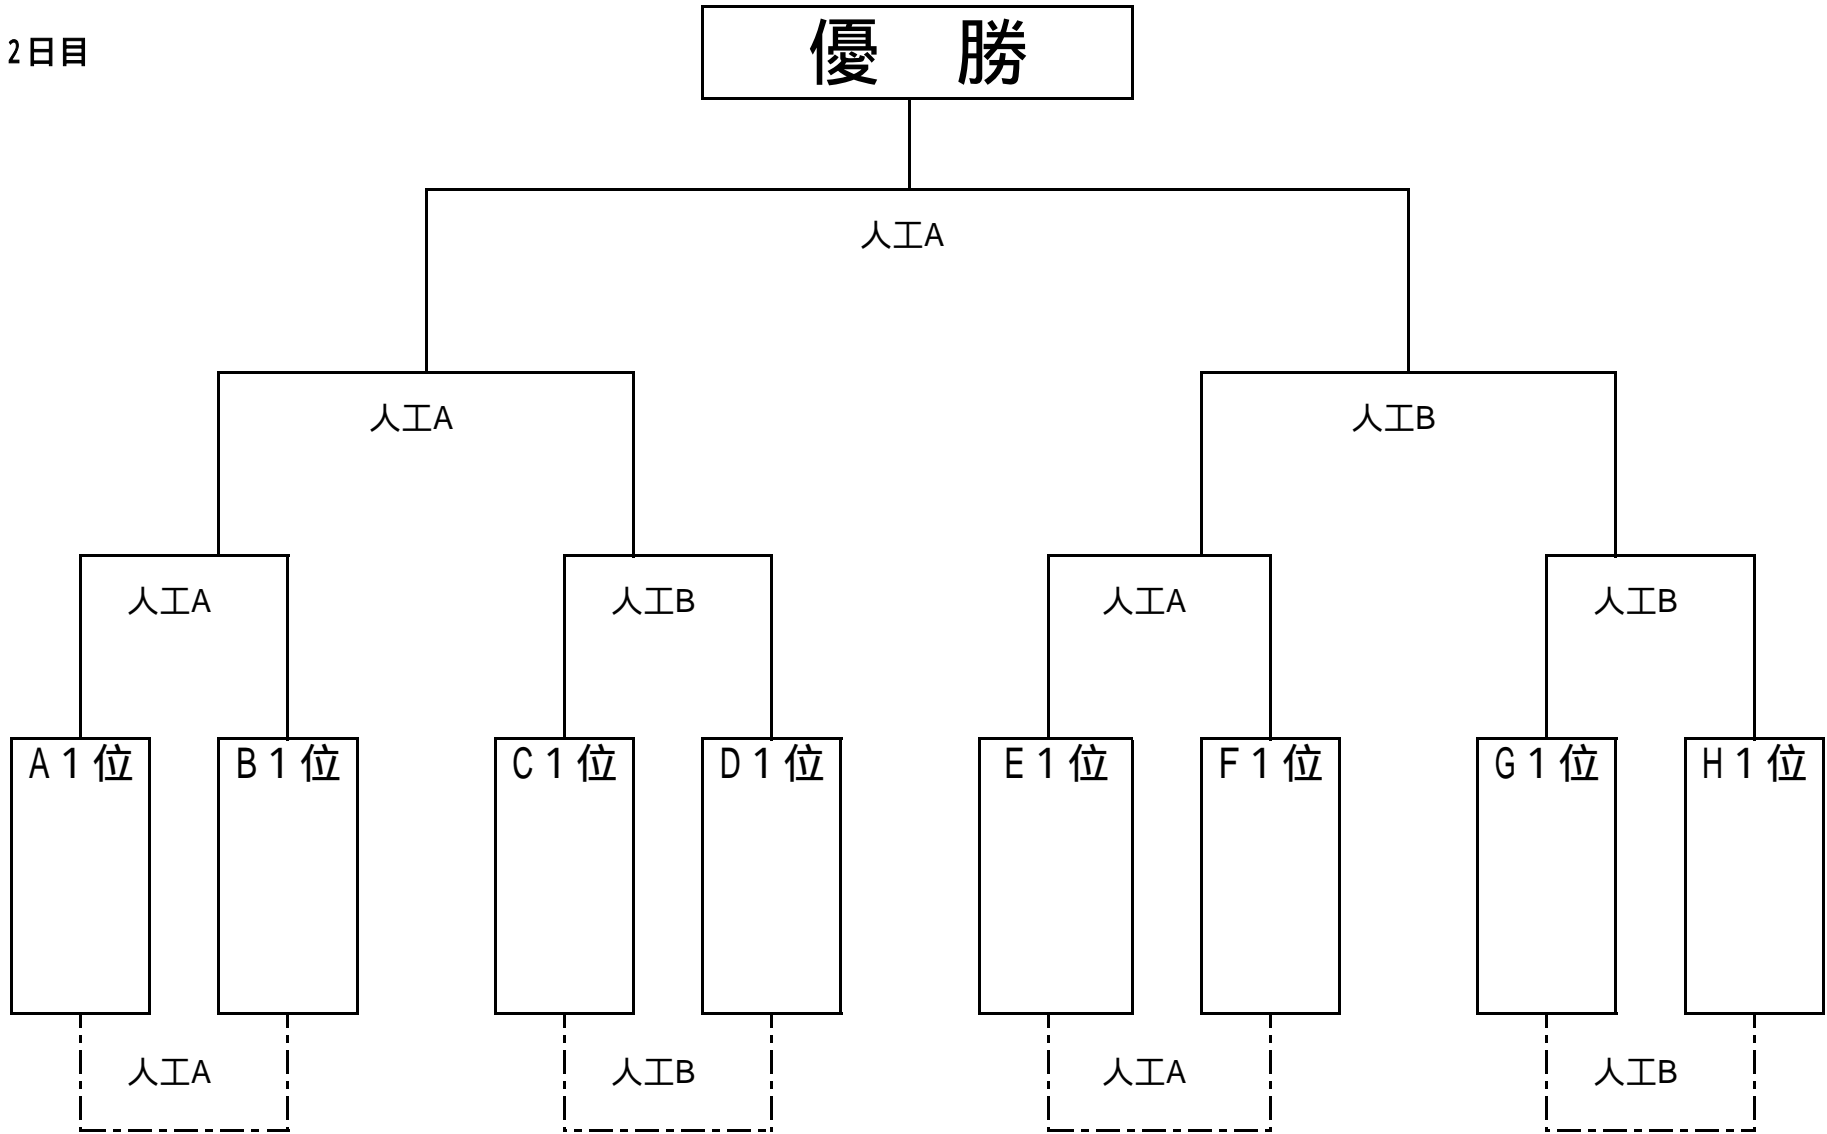 優　勝
２日目
人工A
人工A
人工B
人工A
人工B
人工A
人工B
A１位
B１位
C１位
D１位
E１位
F１位
G１位
H１位
人工A
人工B
人工A
人工B